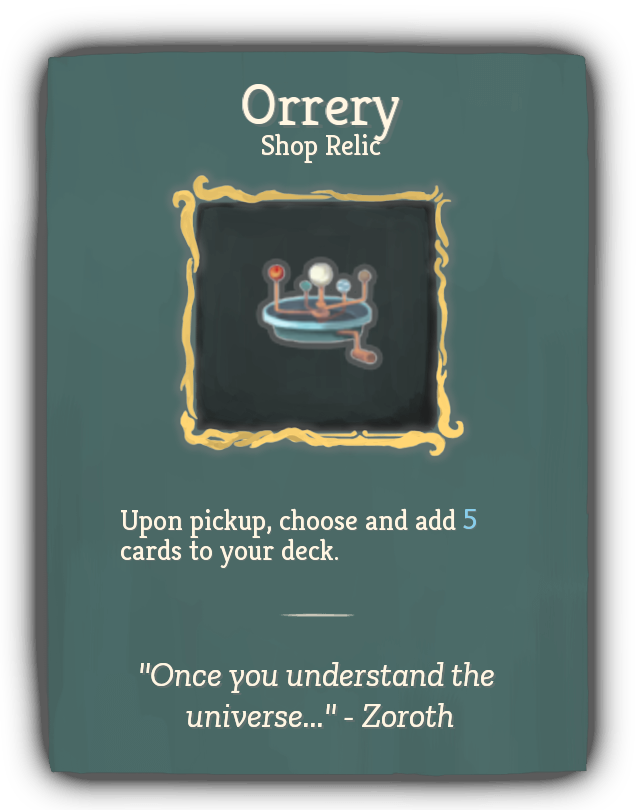 Orrery
Shop Relic
Upon pickup, choose and add 5
cards to your deck.
"Once you understand the
universe..." - Zoroth